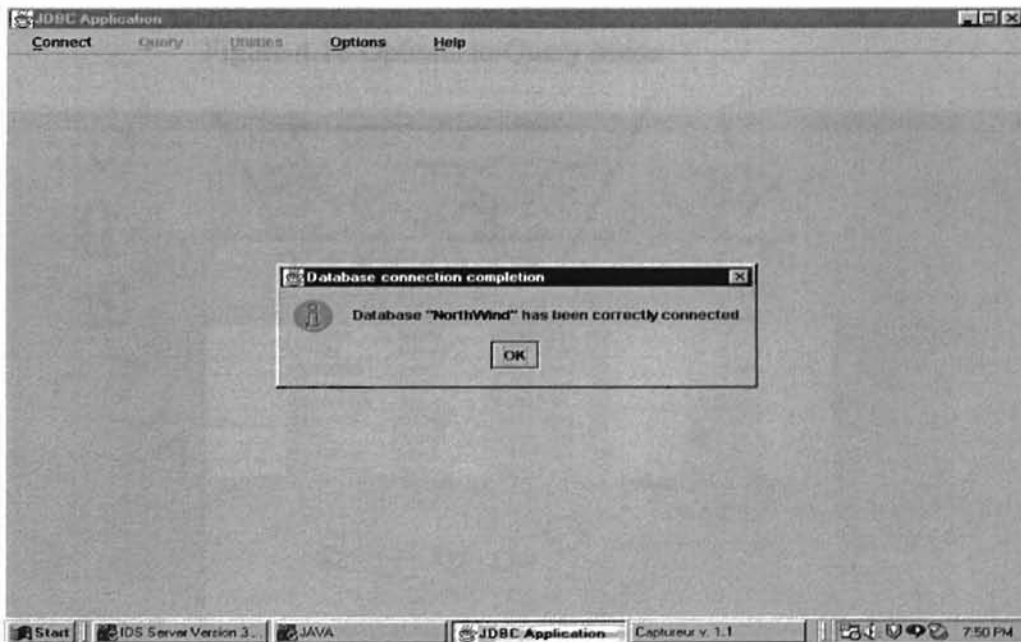 JDBC Application
Connect Query Utilities Options Help
Database connection completion
Database "NorthWind" has been correctly connected
OK
Start IDS Server Version 3... JAVA JDBC Application Captureur v. 1.1 7:50 PM